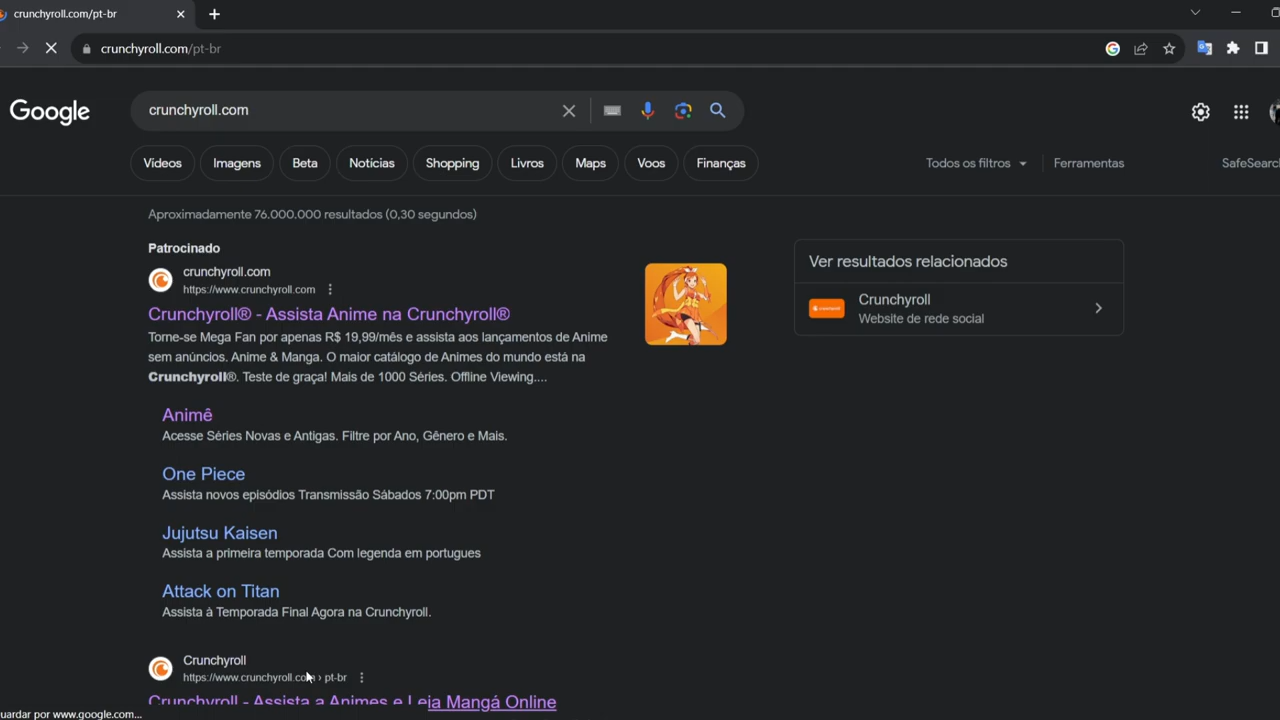 crunchyroll.com/pt-br
crunchyroll.com/pt-br
Google
crunchyroll.com
Vídeos
Imagens
Beta
Notícias
Shopping
Livros
Maps
Voos
Finanças
Todos os filtros
Ferramentas
SafeSearc
Aproximadamente 76.000.000 resultados (0,30 segundos)
Patrocinado
crunchyroll.com
https://www.crunchyroll.com
Crunchyroll® - Assista Anime na Crunchyroll®
Torne-se Mega Fan por apenas R$ 19,99/mês e assista aos lançamentos de Anime
sem anúncios. Anime & Manga. O maior catálogo de Animes do mundo está na
Crunchyroll®. Teste de graça! Mais de 1000 Séries. Offline Viewing....
Animê
Acesse Séries Novas e Antigas. Filtre por Ano, Gênero e Mais.
One Piece
Assista novos episódios Transmissão Sábados 7:00pm PDT
Jujutsu Kaisen
Assista a primeira temporada Com legenda em portugues
Attack on Titan
Assista à Temporada Final Agora na Crunchyroll.
Crunchyroll
https://www.crunchyroll.com › pt-br
Crunchyroll - Assista a Animes e Leia Mangá Online
uardar por www.google.com...
Ver resultados relacionados
Crunchyroll
Website de rede social